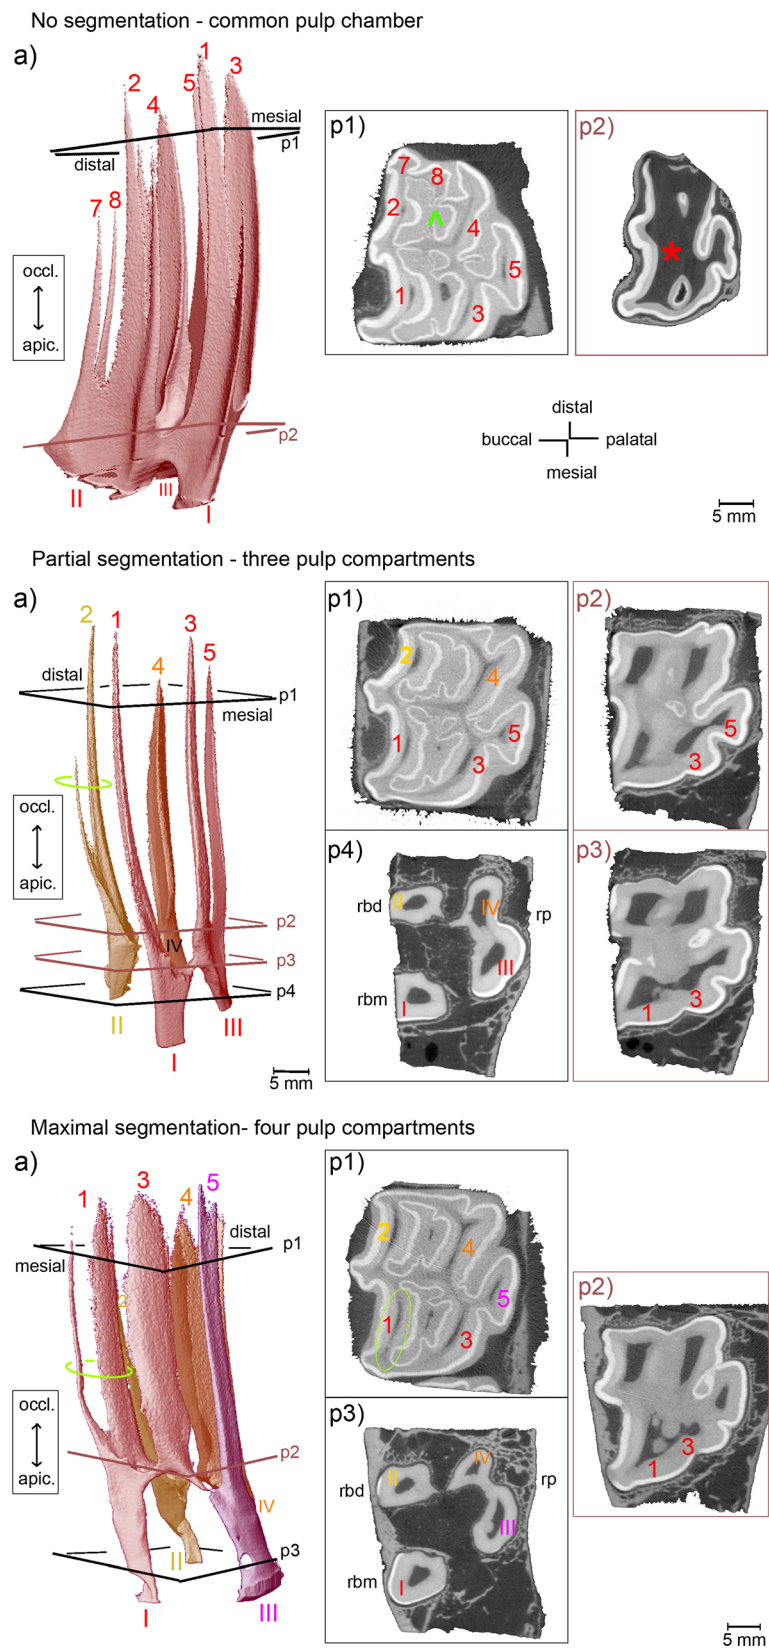 No segmentation - common pulp chamber
a)
1
2
5
3
4
mesial
p1
distal
7
8
occl.
apic.
p2
II
III
I
p1)
7
8
2
^
4
5
1
3
p2)
*
distal
buccal
palatal
mesial
5 mm
Partial segmentation - three pulp compartments
a)
2
1
3
5
4
distal
p1
mesial
occl.
apic.
p2
IV
p3
p4
II
III
I
5 mm
p1)
2
4
1
5
3
p2)
5
3
p4)
rbd
II
IV
rp
III
rbm
I
p3)
1
3
Maximal segmentation- four pulp compartments
a)
1
3
4
5
distal
p1
mesial
2
occl.
apic.
p2
IV
p3
II
I
III
p1)
2
4
5
1
3
p2)
3
1
p3)
rbd
II
IV
rp
III
rbm
I
5 mm